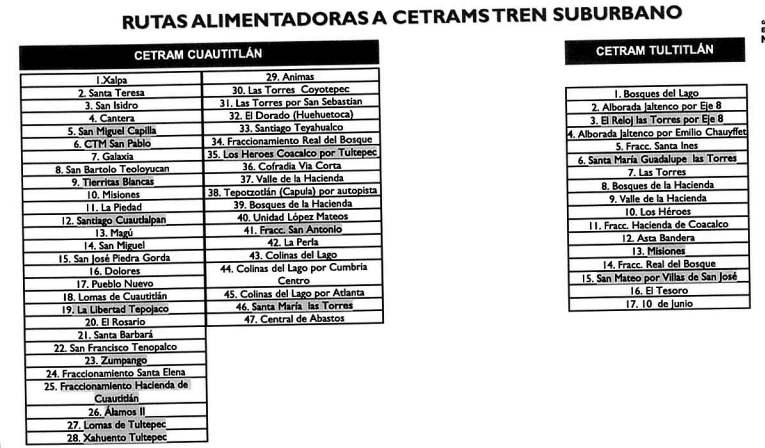 RUTAS ALIMENTADORAS A CETRAMS TREN SUBURBANO
CETRAM CUAUTITLÁN
1.Xalpa
2. Santa Teresa
3. San Isidro
4. Cantera
5. San Miguel Capilla
6. CTM San Pablo
7. Galaxia
8. San Bartolo Teoloyucan
9. Tierritas Blancas
10. Misiones
11. La Piedad
12. Santiago Cuautlalpan
13. Magú
14. San Miguel
15. San José Piedra Gorda
16. Dolores
17. Pueblo Nuevo
18. Lomas de Cuautitlán
19. La Libertad Tepojaco
20. El Rosario
21. Santa Barbará
22. San Francisco Tenopalco
23. Zumpango
24. Fraccionamiento Santa Elena
25. Fraccionamiento Hacienda de
Cuautitlán
26. Álamos II
27. Lomas de Tultepec
28. Xahuento Tultepec
29. Animas
30. Las Torres Coyotepec
31. Las Torres por San Sebastian
32. El Dorado (Huehuetoca)
33. Santiago Teyahualco
34. Fraccionamiento Real del Bosque
35. Los Heroes Coacalco por Tultepec
36. Cofradia Via Corta
37. Valle de la Hacienda
38. Tepotzotlán (Capula) por autopista
39. Bosques de la Hacienda
40. Unidad López Mateos
41. Fracc. San Antonio
42. La Perla
43. Colinas del Lago
44. Colinas del Lago por Cumbria
Centro
45. Colinas del Lago por Atlanta
46. Santa María las Torres
47. Central de Abastos
CETRAM TULTITLÁN
1. Bosques del Lago
2. Alborada Jaltenco por Eje 8
3. El Reloj las Torres por Eje 8
4. Alborada Jaltenco por Emilio Chauyffet
5. Fracc. Santa Ines
6. Santa María Guadalupe las Torres
7. Las Torres
8. Bosques de la Hacienda
9. Valle de la Hacienda
10. Los Héroes
11. Fracc. Hacienda de Coacalco
12. Asta Bandera
13. Misiones
14. Fracc. Real del Bosque
15. San Mateo por Villas de San José
16. El Tesoro
17. 10 de Junio